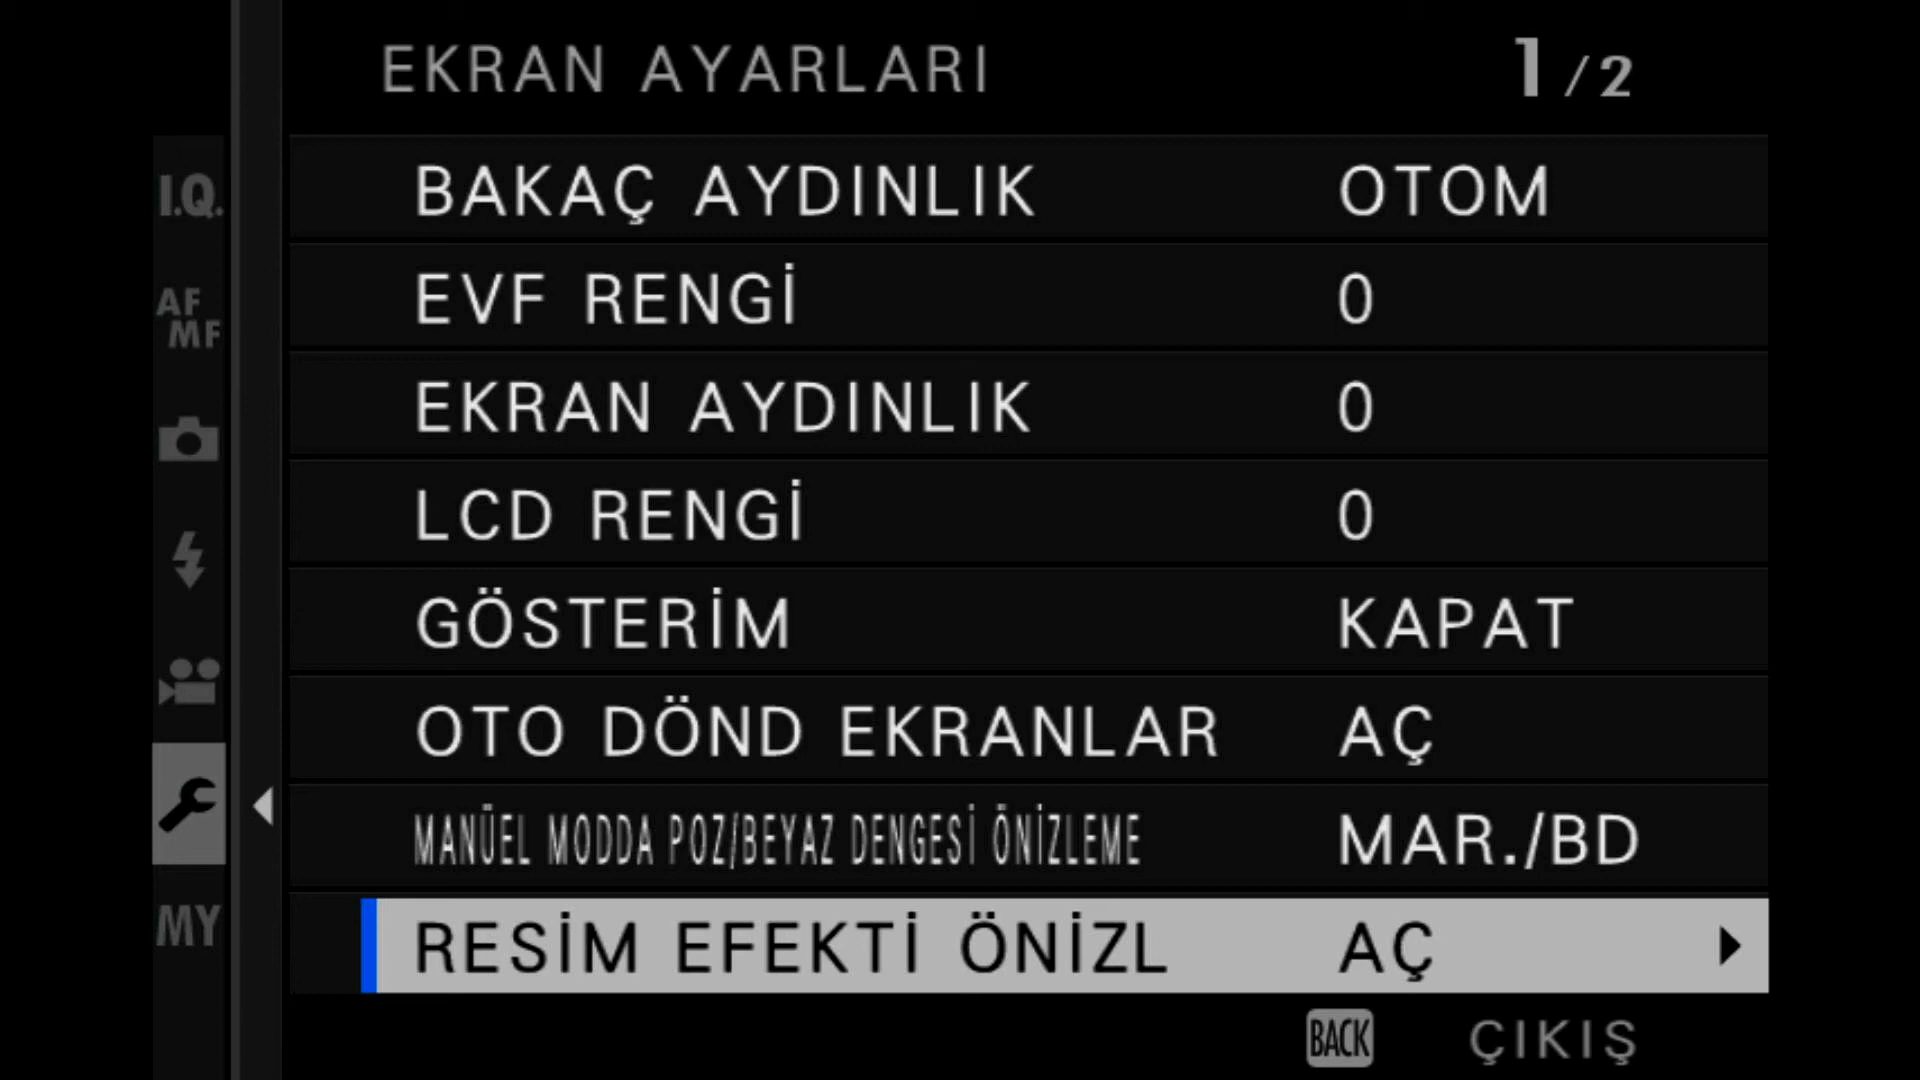 EKRAN AYARLARI 1/2
I.Q. BAKAÇ AYDINLIK OTOM
AF MF EVF RENGİ 0
EKRAN AYDINLIK 0
LCD RENGİ 0
GÖSTERİM KAPAT
OTO DÖND EKRANLAR AÇ
MANÜEL MODDA POZ/BEYAZ DENGESİ ÖNİZLEME MAR./BD
MY RESİM EFEKTİ ÖNİZL AÇ
BACK ÇIKIŞ